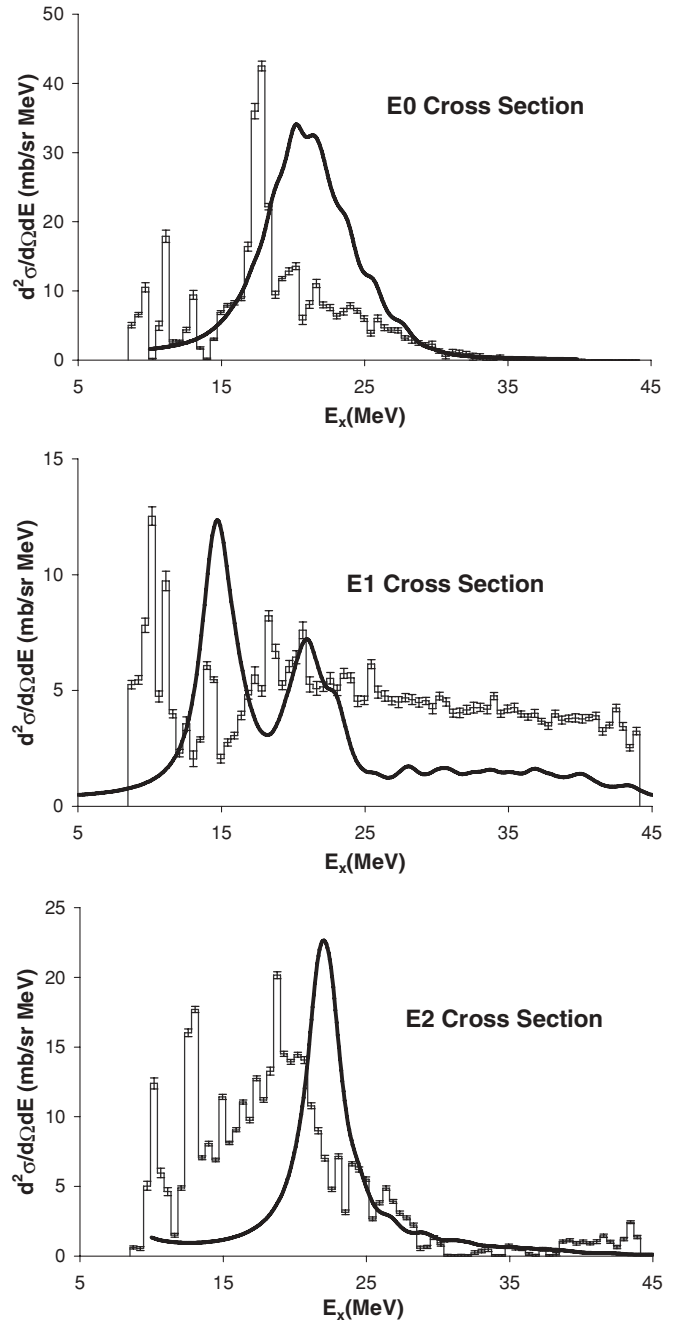 50
40
30
20
10
0
d²σ/dΩdE (mb/sr MeV)
E0 Cross Section
5 15 25 35 45
Eₓ(MeV)
15
10
5
0
d²σ/dΩdE (mb/sr MeV)
E1 Cross Section
5 15 25 35 45
Eₓ(MeV)
25
20
15
10
5
0
d²σ/dΩdE (mb/sr MeV)
E2 Cross Section
5 15 25 35 45
Eₓ(MeV)